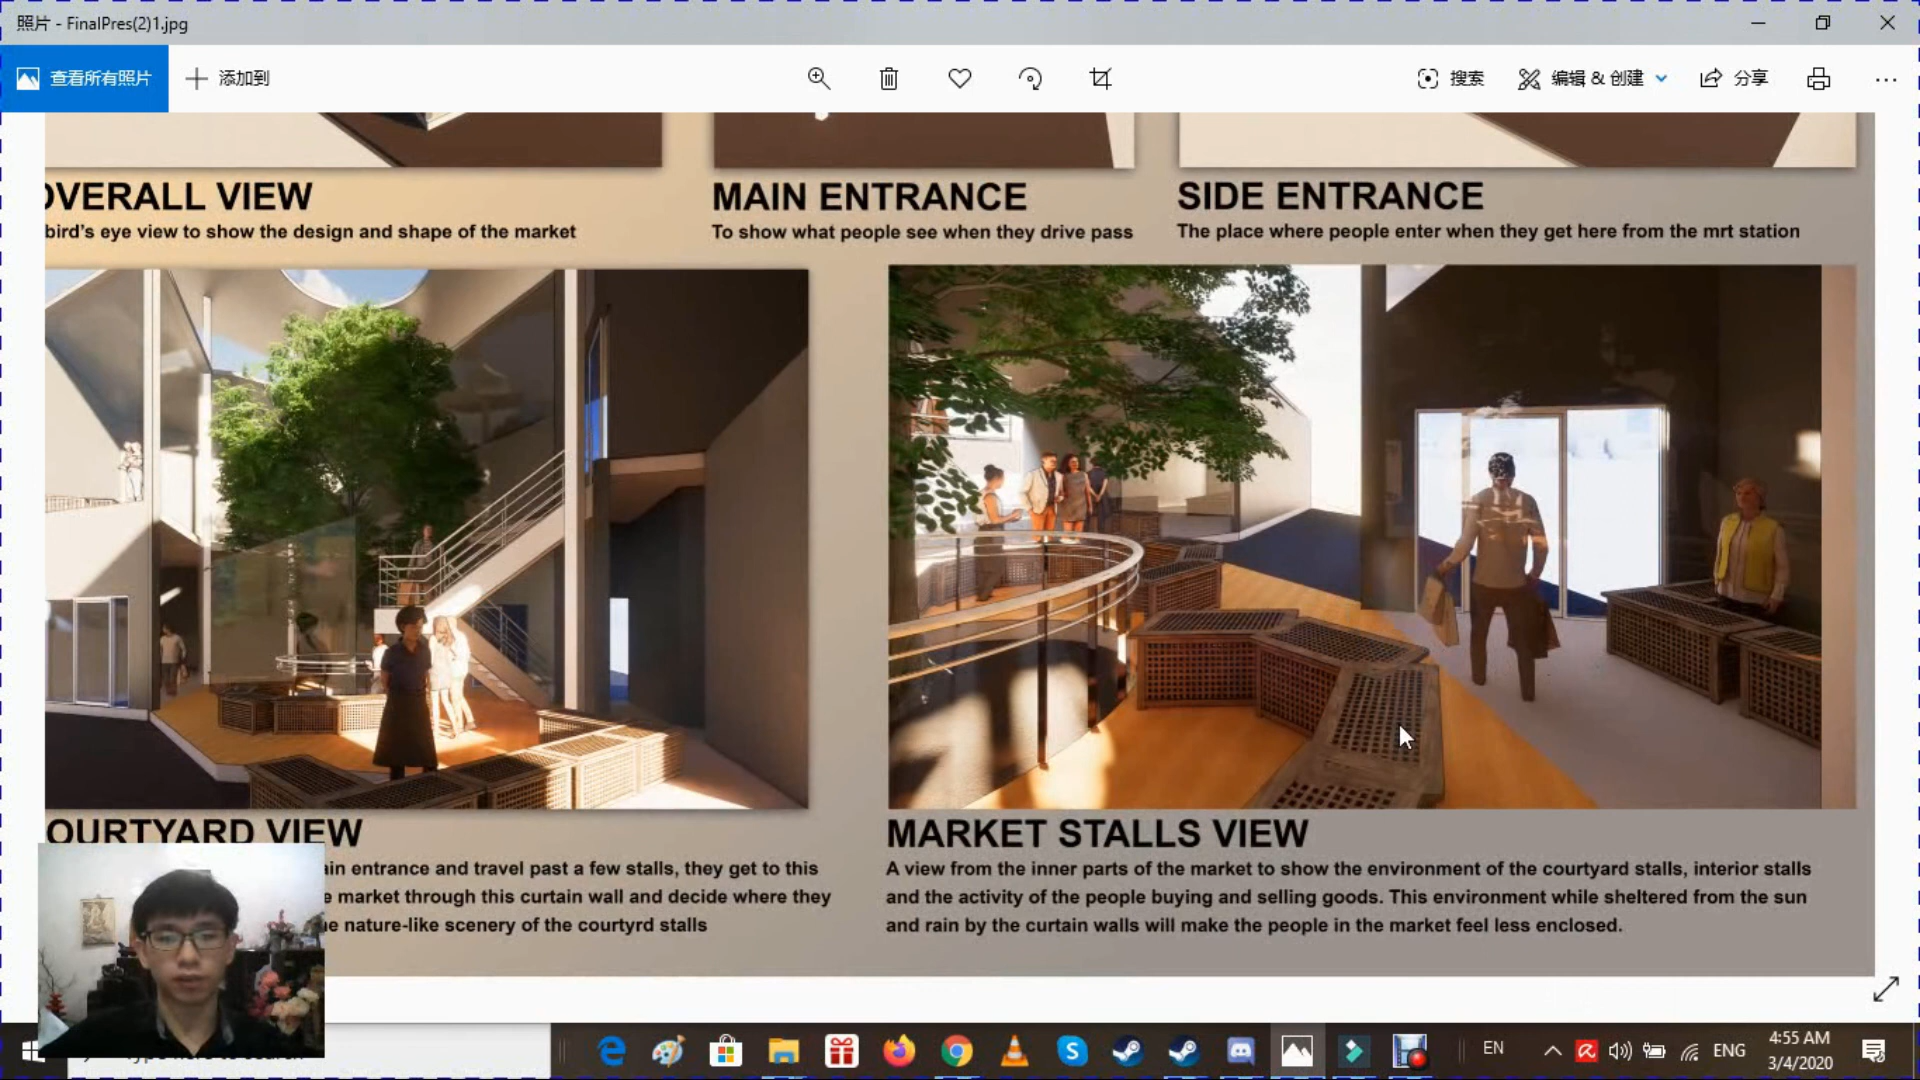 照片 - FinalPres(2)1.jpg
查看所有照片
添加到
搜索
编辑 & 创建
分享
OVERALL VIEW
bird's eye view to show the design and shape of the market
MAIN ENTRANCE
To show what people see when they drive pass
SIDE ENTRANCE
The place where people enter when they get here from the mrt station
OURTYARD VIEW
ain entrance and travel past a few stalls, they get to this
e market through this curtain wall and decide where they
e nature-like scenery of the courtyrd stalls
MARKET STALLS VIEW
A view from the inner parts of the market to show the environment of the courtyard stalls, interior stalls
and the activity of the people buying and selling goods. This environment while sheltered from the sun
and rain by the curtain walls will make the people in the market feel less enclosed.
EN
ENG
4:55 AM
3/4/2020